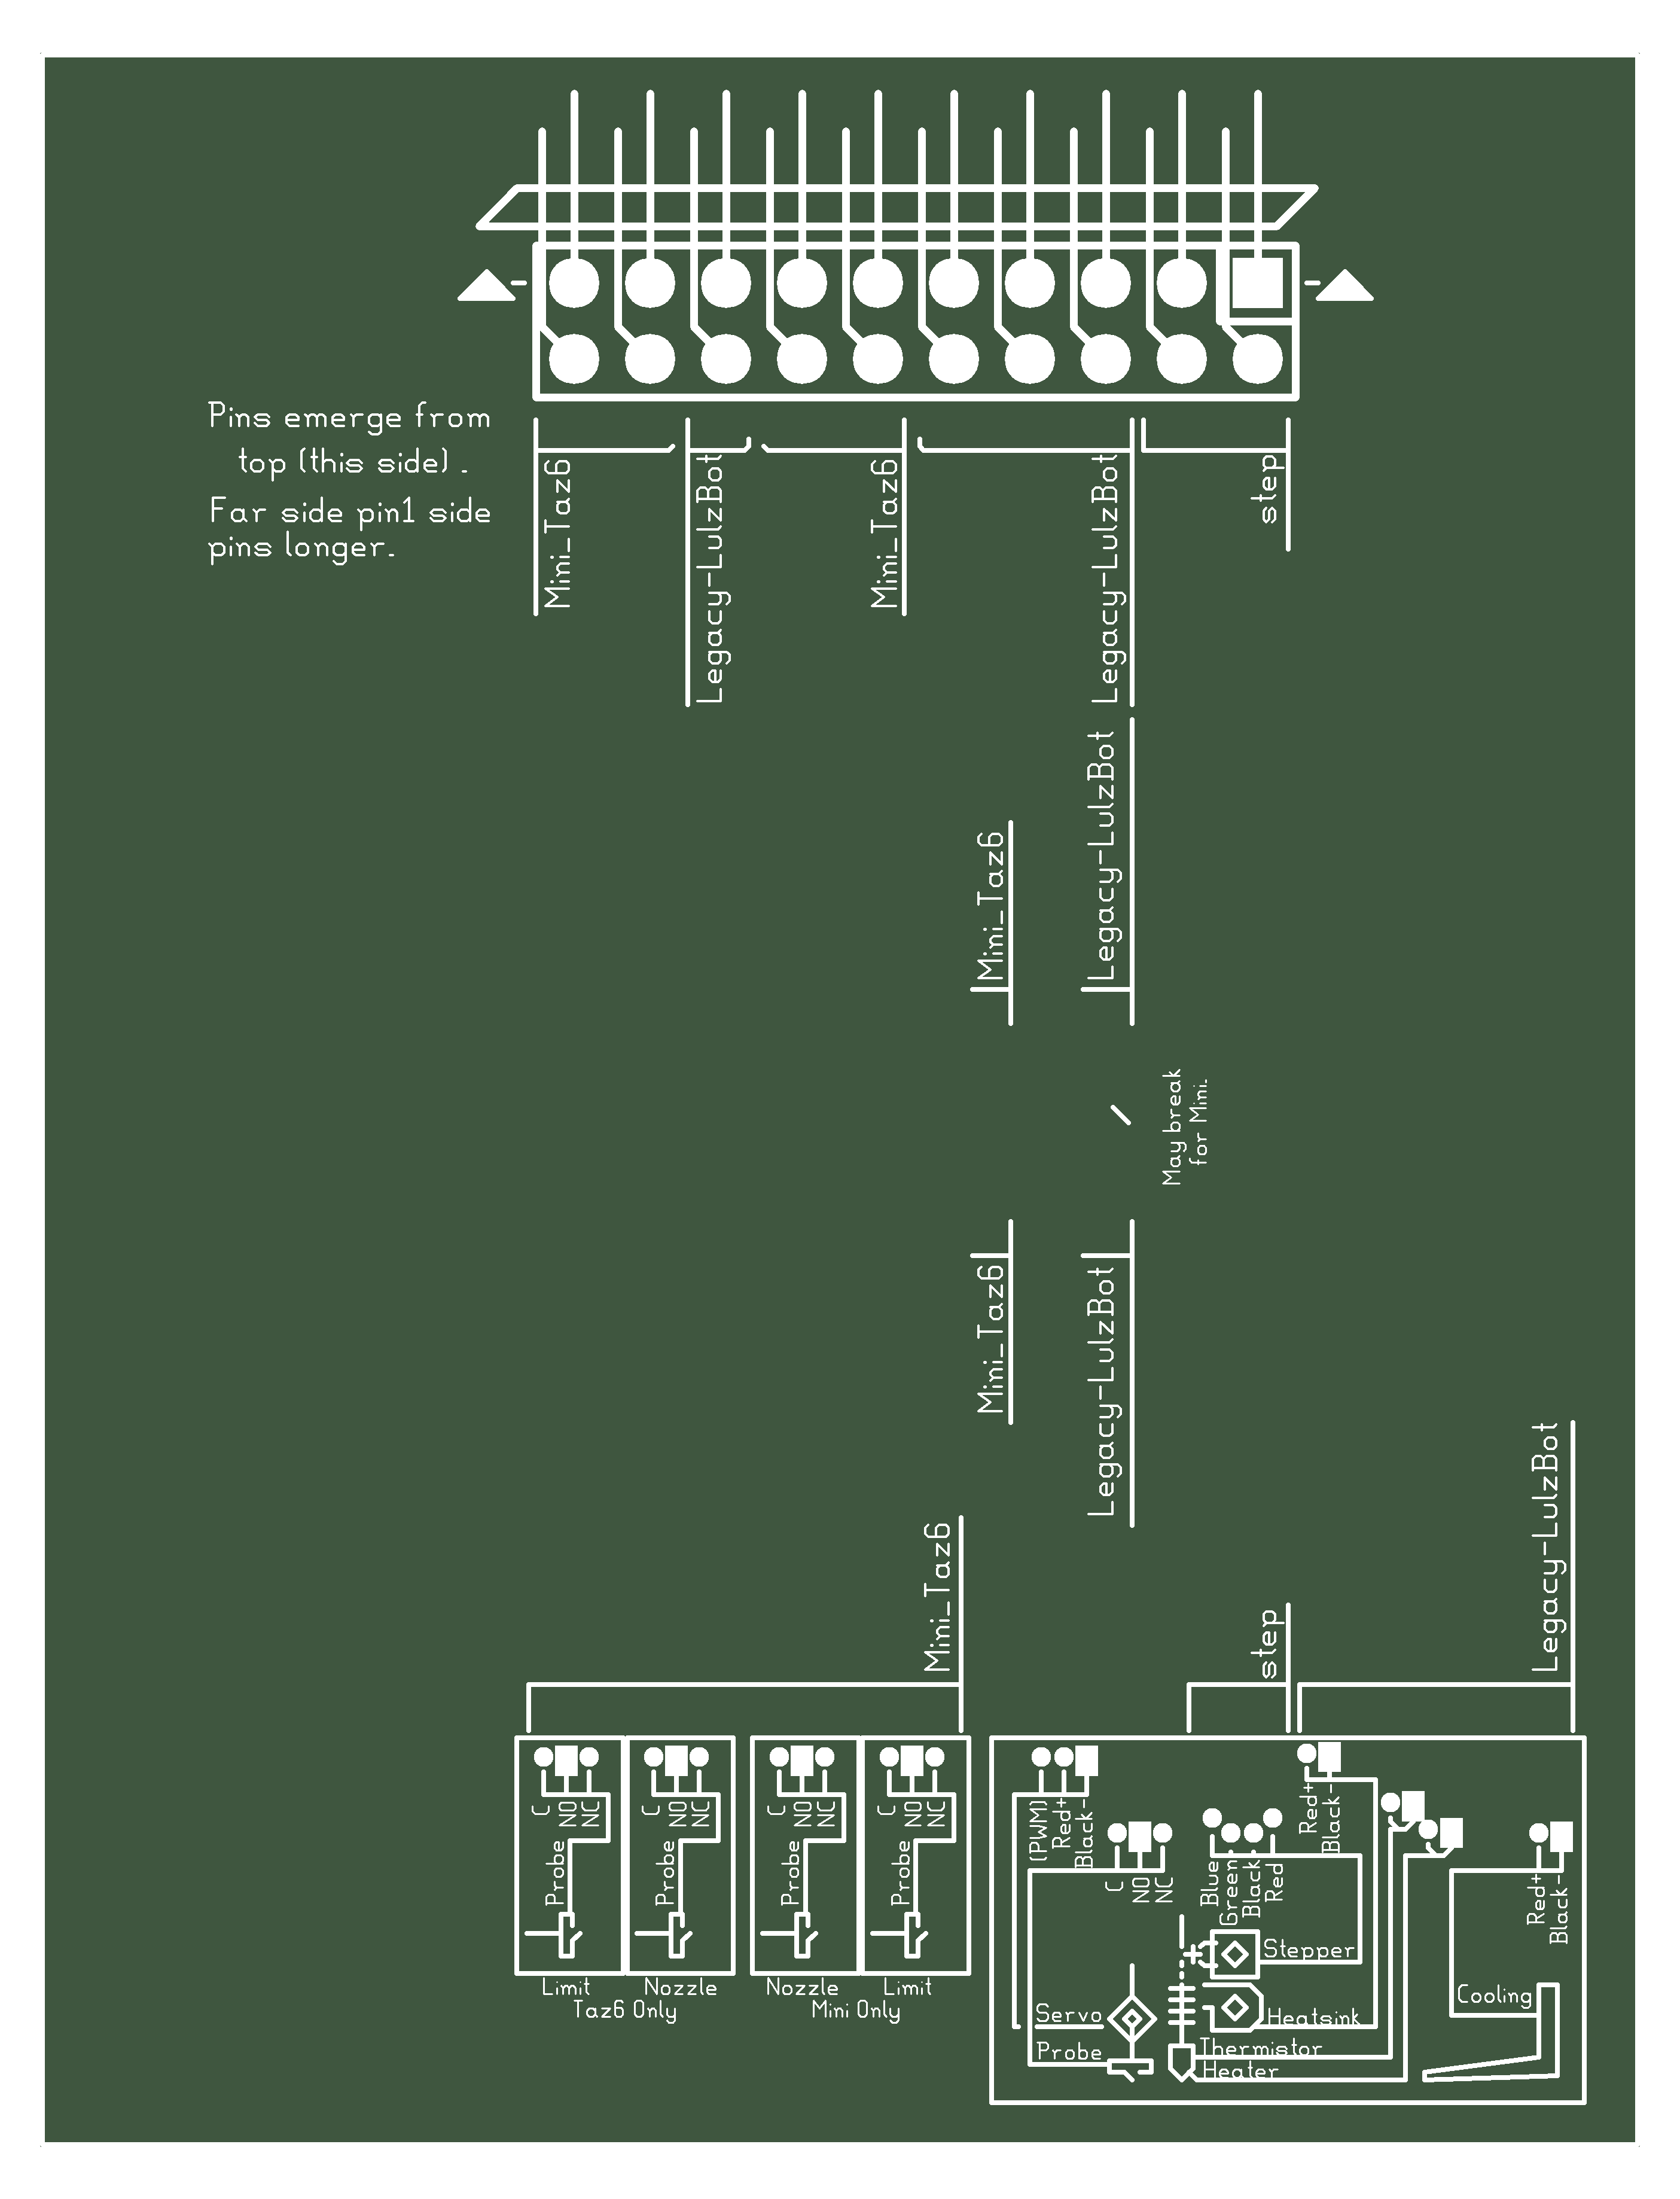 Pins emerge from
top (this side).
Far side pin1 side
pins longer.
Mini_Taz6
Legacy-LulzBot
Mini_Taz6
Legacy-LulzBot
step
Mini_Taz6
Legacy-LulzBot
May break
for Mini.
Mini_Taz6
Legacy-LulzBot
Mini_Taz6
step
Legacy-LulzBot
C
NO
NC
Probe
Limit
C
NO
NC
Probe
Nozzle
Taz6 Only
C
NO
NC
Probe
Nozzle
C
NO
NC
Probe
Limit
Mini Only
(PWM)
Red+
Black-
C
NO
NC
Blue
Green
Black
Red
Red+
Black-
Red+
Black-
Stepper
Servo
Heatsink
Probe
Thermistor
Heater
Cooling